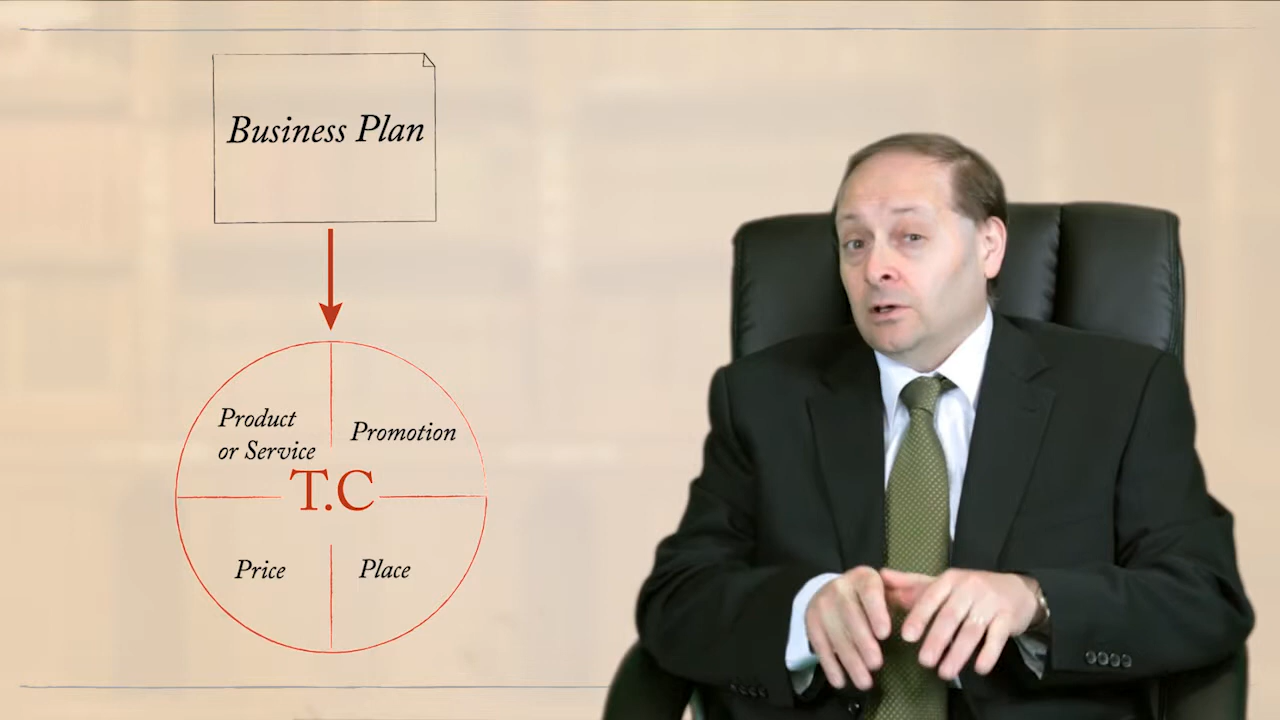 Business Plan
Product
or Service
Promotion
T.C
Price
Place